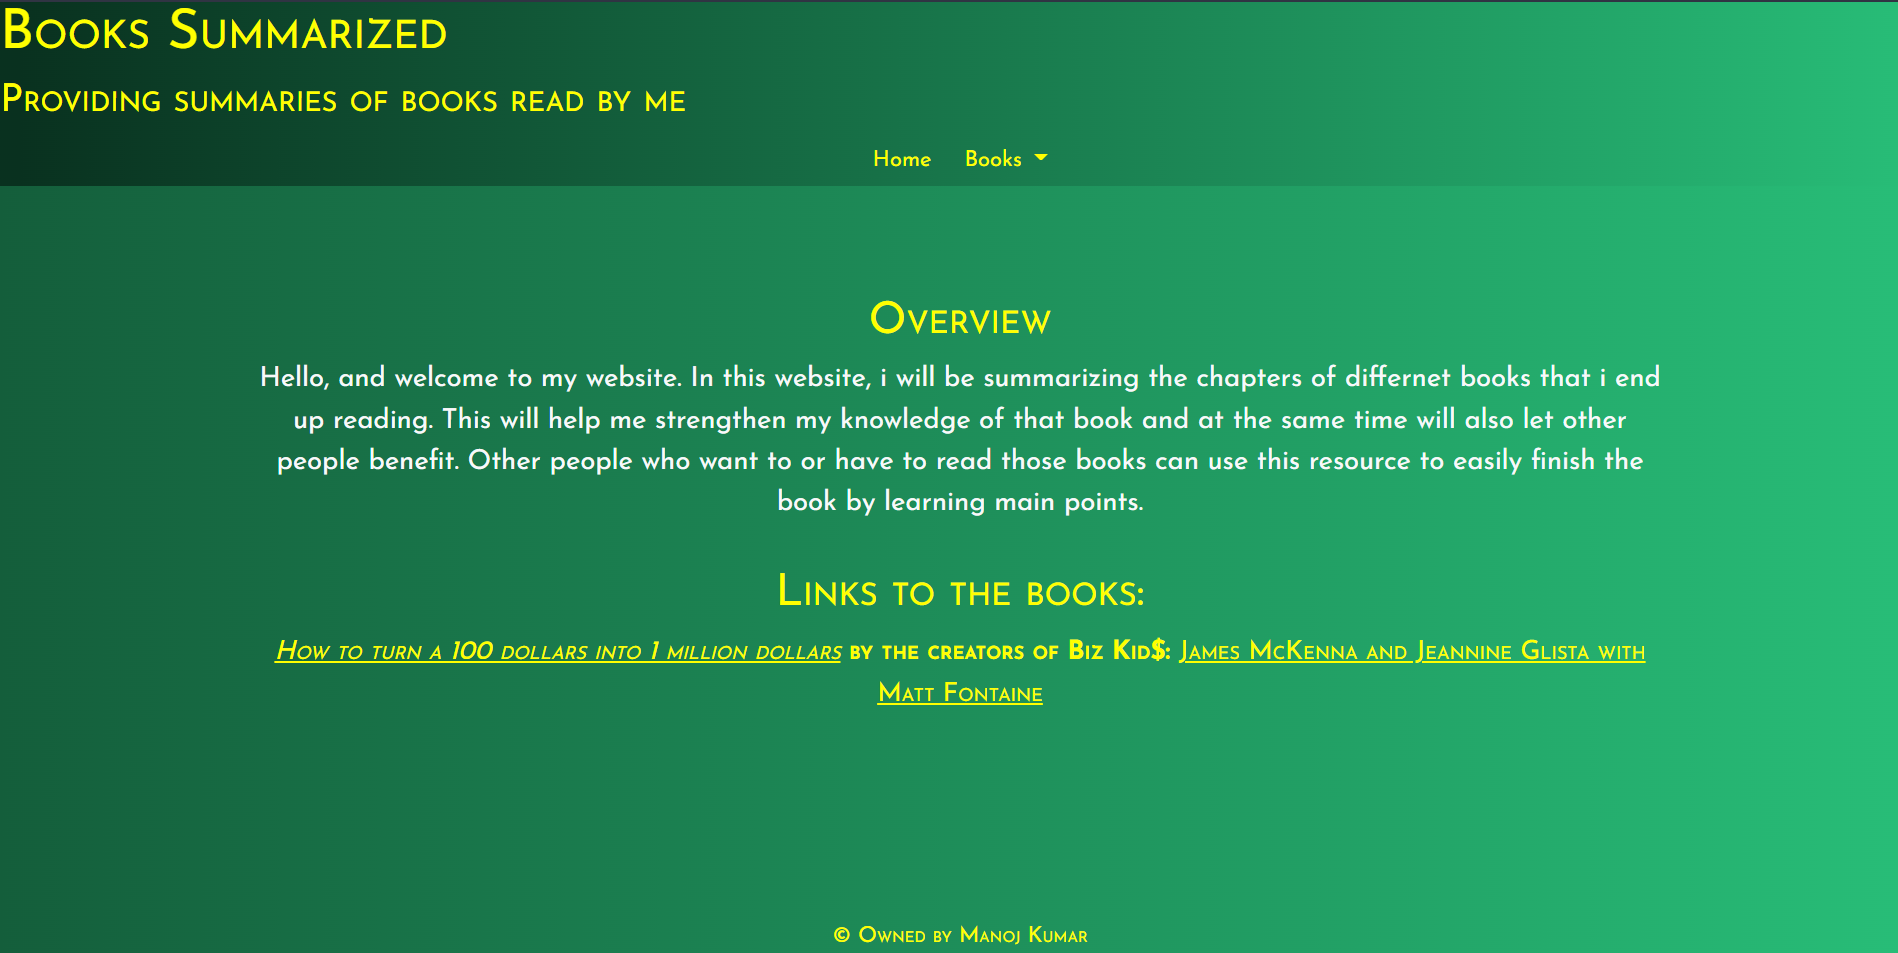 Books Summarized
Providing summaries of books read by me
Home Books
Overview
Hello, and welcome to my website. In this website, i will be summarizing the chapters of differnet books that i end
up reading. This will help me strengthen my knowledge of that book and at the same time will also let other
people benefit. Other people who want to or have to read those books can use this resource to easily finish the
book by learning main points.
Links to the books:
How to turn a 100 dollars into 1 million dollars by the creators of Biz Kid$: James McKenna and Jeannine Glista with
Matt Fontaine
© Owned by Manoj Kumar